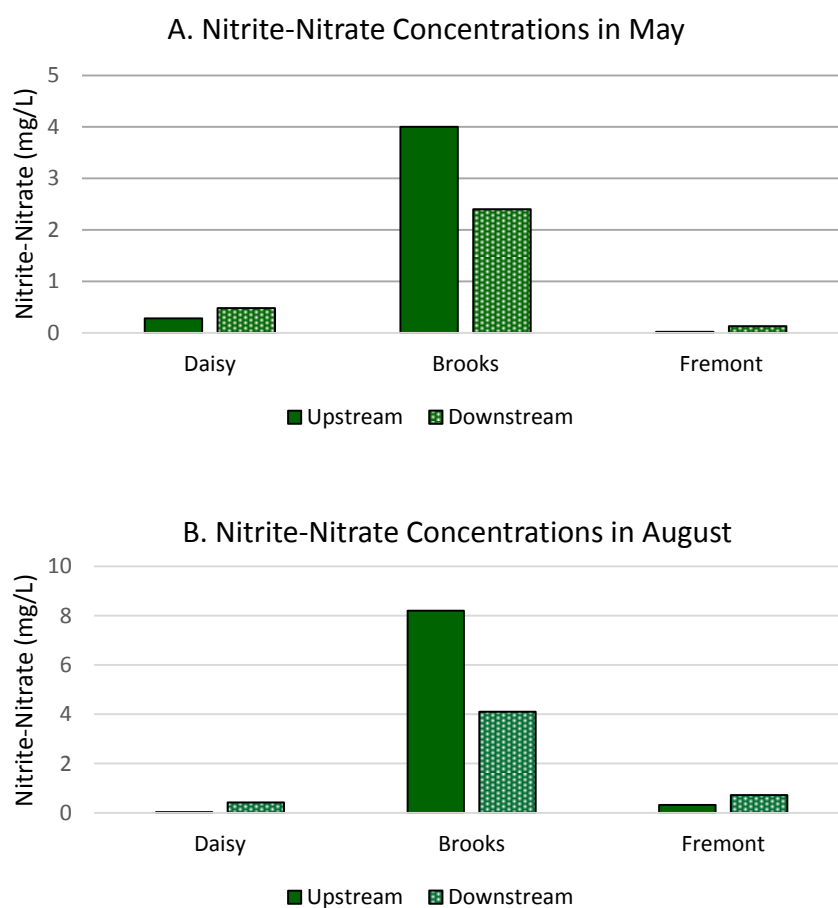 A. Nitrite-Nitrate Concentrations in May
Nitrite-Nitrate (mg/L)
5
4
3
2
1
0
Daisy Brooks Fremont
Upstream Downstream
B. Nitrite-Nitrate Concentrations in August
Nitrite-Nitrate (mg/L)
10
8
6
4
2
0
Daisy Brooks Fremont
Upstream Downstream